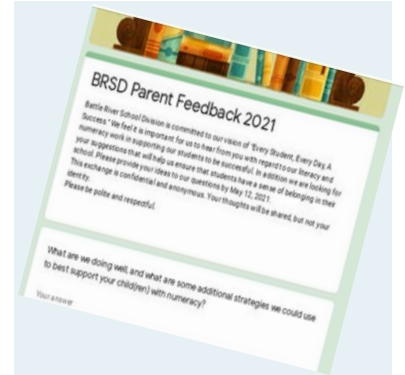 BRSD Parent Feedback 2021
Battle River School Division is committed to our vision of "Every Student, Every Day, A
Success." We feel it is important for us to hear from you with regard to our literacy and
numeracy work in supporting our students to be successful. In addition we are looking for
your suggestions that will help us ensure that students have a sense of belonging in their
school. Please provide your ideas to our questions by May 12, 2021.
This exchange is confidential and anonymous. Your thoughts will be shared, but not your
identity.
Please be polite and respectful.
What are we doing well, and what are some additional strategies we could use
to best support your child(ren) with numeracy?
Your answer